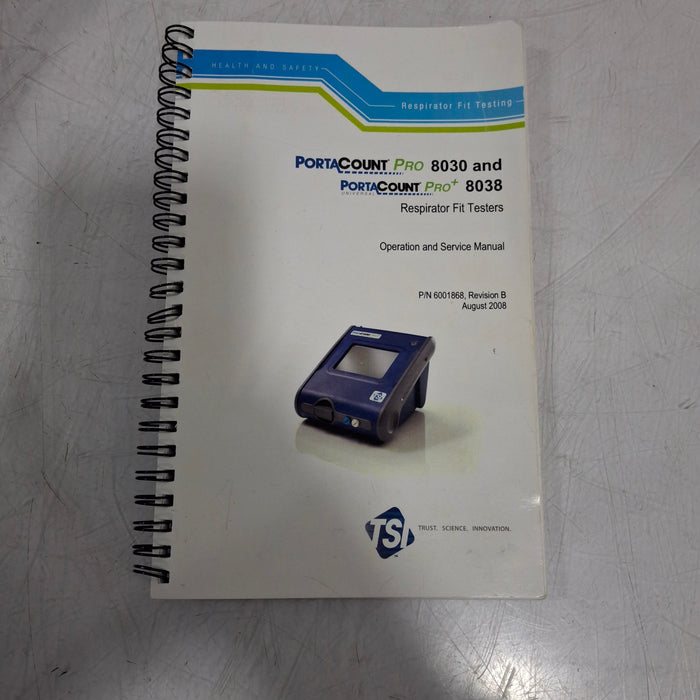 HEALTH AND SAFETY
Respirator Fit Testing
PORTACOUNT PRO 8030 and
PORTACOUNT PRO+ 8038
UNIVERSAL
Respirator Fit Testers
Operation and Service Manual
P/N 6001868, Revision B
August 2008
TSI
TRUST. SCIENCE. INNOVATION.